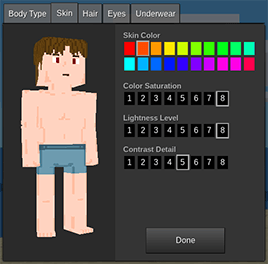 Body Type Skin Hair Eyes Underwear
Skin Color
Color Saturation
1 2 3 4 5 6 7 8
Lightness Level
1 2 3 4 5 6 7 8
Contrast Detail
1 2 3 4 5 6 7 8
Done